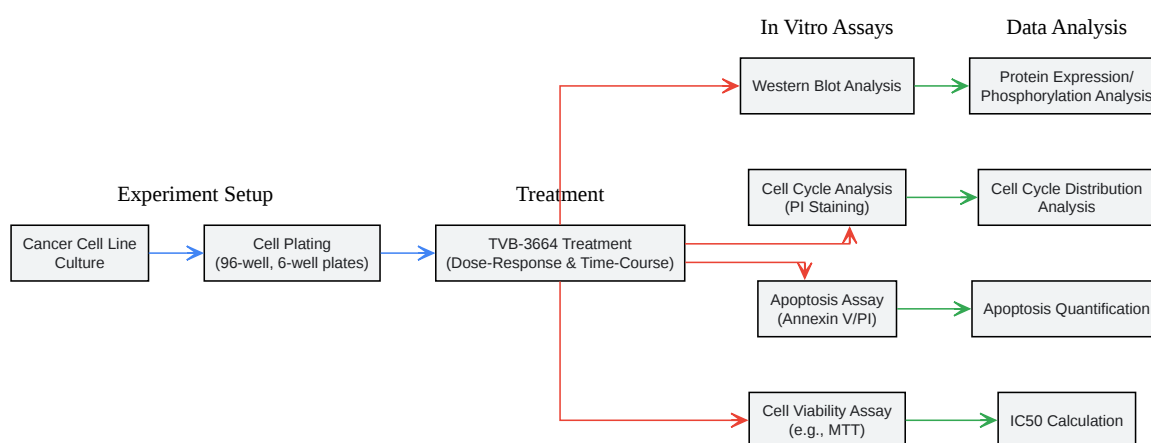 In Vitro Assays
Data Analysis
Western Blot Analysis
Protein Expression/
Phosphorylation Analysis
Experiment Setup
Treatment
Cell Cycle Analysis
(PI Staining)
Cell Cycle Distribution
Analysis
Cancer Cell Line
Culture
Cell Plating
(96-well, 6-well plates)
TVB-3664 Treatment
(Dose-Response & Time-Course)
Apoptosis Assay
(Annexin V/PI)
Apoptosis Quantification
Cell Viability Assay
(e.g., MTT)
IC50 Calculation